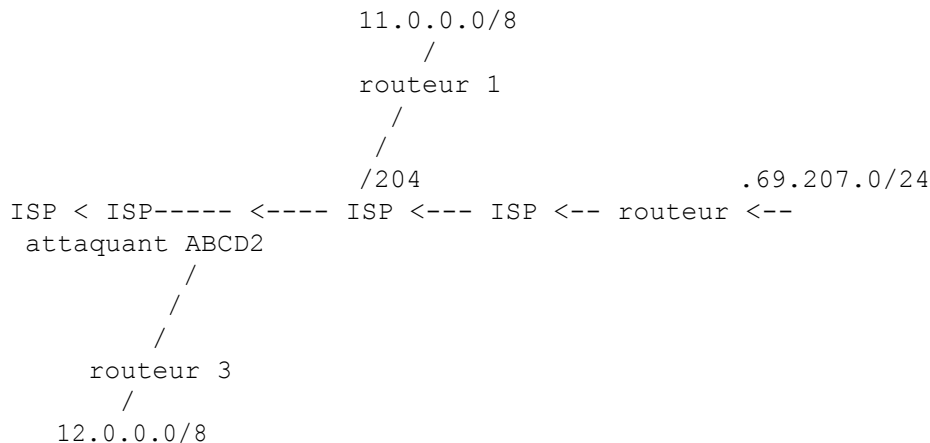 11.0.0.0/8
/
routeur 1
/
/
/204 .69.207.0/24
ISP < ISP----- <---- ISP <--- ISP <-- routeur <--
attaquant ABCD2
/
/
/
routeur 3
/
12.0.0.0/8